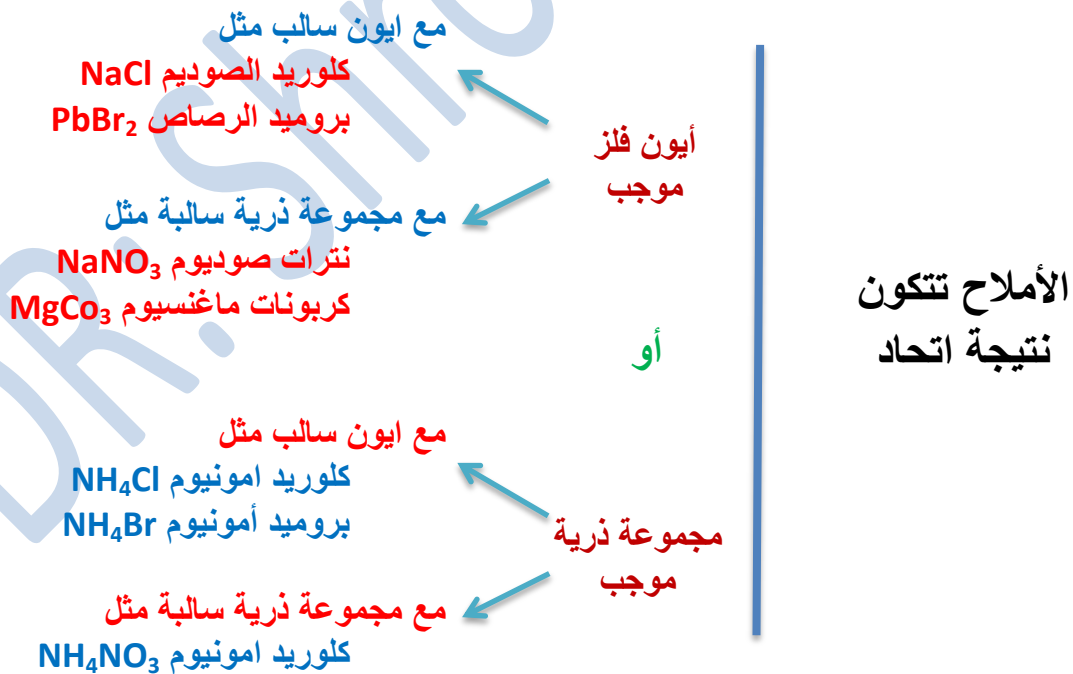 الأملاح تتكون
نتيجة اتحاد
أيون فلز
موجب
مع ايون سالب مثل
كلوريد الصوديم NaCl
بروميد الرصاص PbBr₂
مع مجموعة ذرية سالبة مثل
نترات صوديوم NaNO₃
كربونات ماغنسيوم MgCo₃
أو
مجموعة ذرية
موجب
مع ايون سالب مثل
كلوريد امونيوم NH₄Cl
بروميد أمونيوم NH₄Br
مع مجموعة ذرية سالبة مثل
كلوريد امونيوم NH₄NO₃